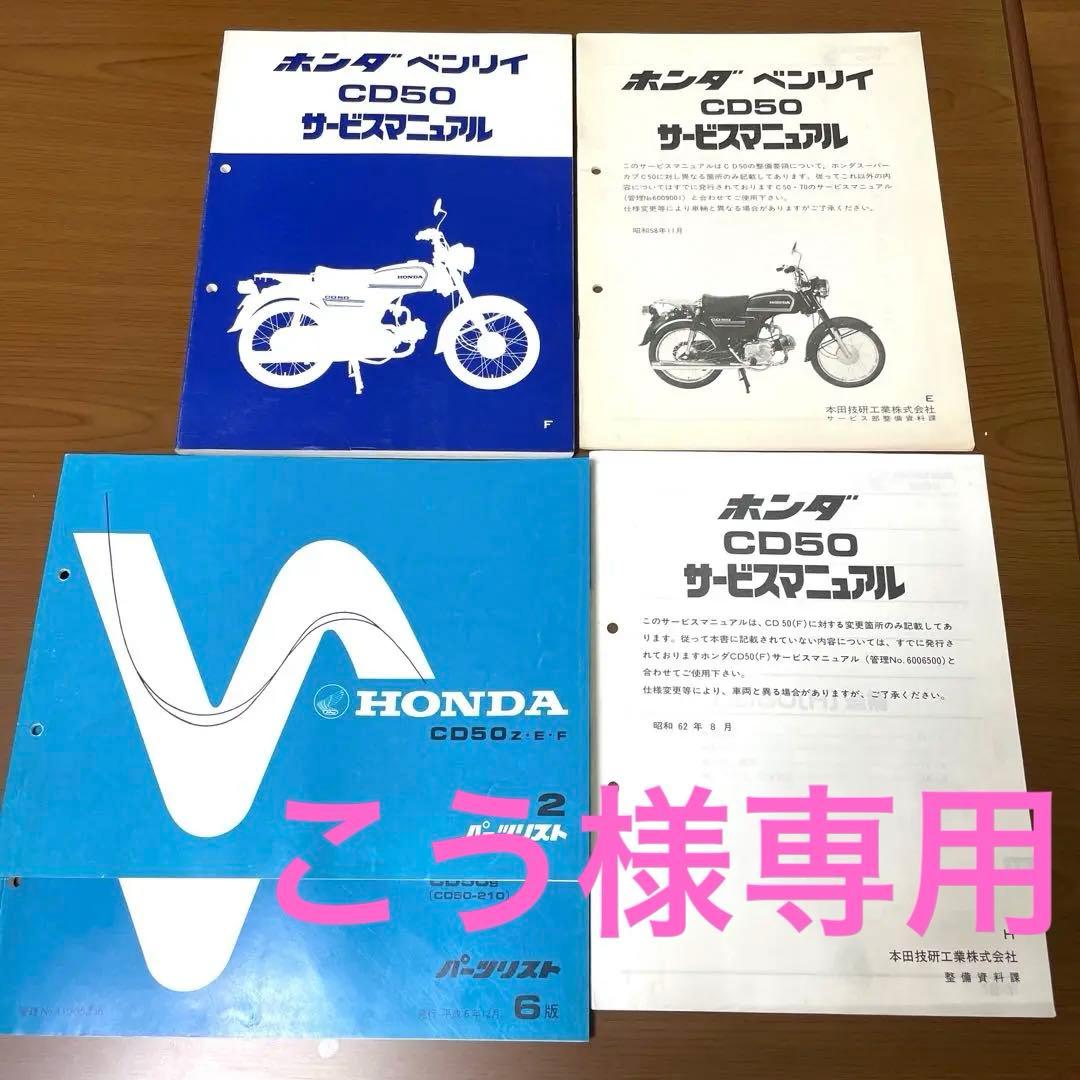 ホンダ ベンリイ
CD50
サービスマニュアル
HONDA
CD50
F
ホンダ ベンリイ
CD50
サービスマニュアル
このサービスマニュアルはCD50の整備要領について、ホンダスーパー
カブC50に対し異なる箇所のみ記載してあります。従ってこれ以外の内
容についてはすでに発行されておりますC50・70のサービスマニュアル
(管理No6009001)と合わせてご使用下さい。
仕様変更等により車輌と異なる場合がありますがご了承ください。
昭和58年11月
HONDA
CD50
E
本田技研工業株式会社
サービス部整備資料課
HONDA
CD50 Z・E・F
2
パーツリスト
(CD50-210)
パーツリスト
発行・平成6年12月
6版
ホンダ
CD50
サービスマニュアル
このサービスマニュアルは、CD50(F)に対する変更箇所のみ記載してあ
ります。従って本書に記載されていない内容については、すでに発行さ
れておりますホンダCD50(F)サービスマニュアル(管理No.6006500)と
合わせてご使用下さい。
仕様変更等により、車両と異る場合がありますが、ご了承ください。
昭和 62 年 8 月
H
本田技研工業株式会社
整備資料課
こう様専用